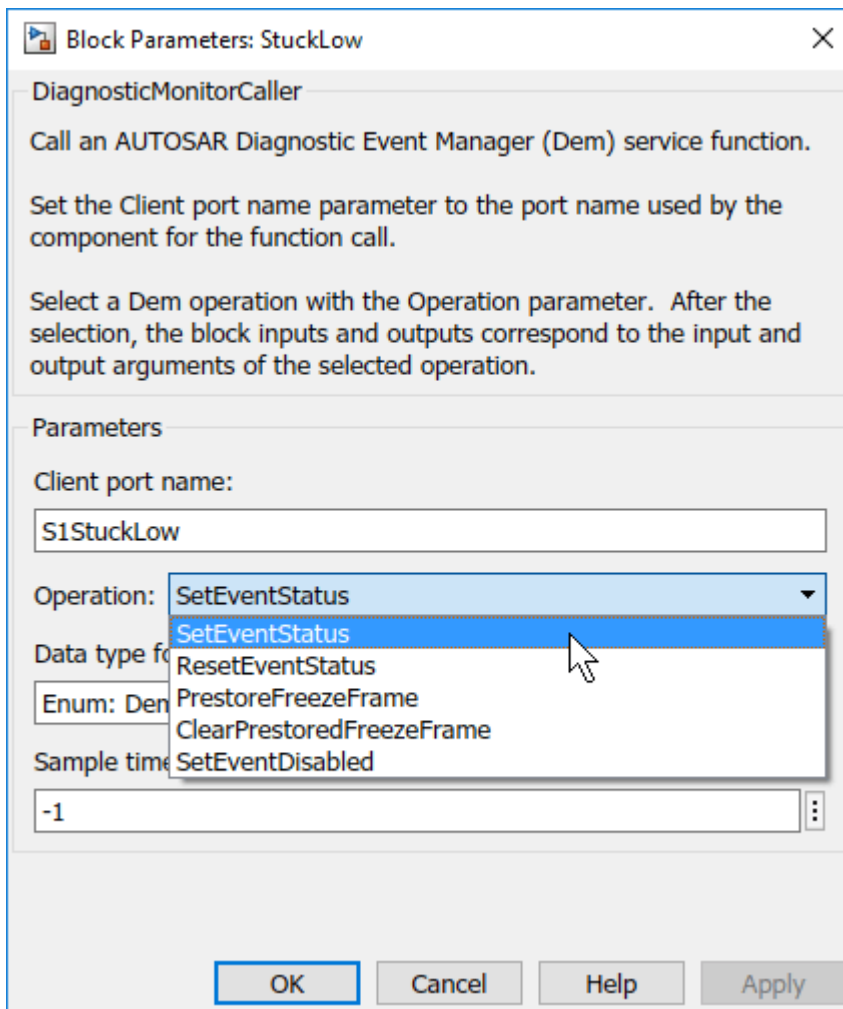 Block Parameters: StuckLow
DiagnosticMonitorCaller
Call an AUTOSAR Diagnostic Event Manager (Dem) service function.
Set the Client port name parameter to the port name used by the
component for the function call.
Select a Dem operation with the Operation parameter.  After the
selection, the block inputs and outputs correspond to the input and
output arguments of the selected operation.
Parameters
Client port name:
S1StuckLow
Operation: SetEventStatus
SetEventStatus
Data type
ResetEventStatus
PrestoreFreezeFrame
Enum:
ClearPrestoredFreezeFrame
Sample time
SetEventDisabled
-1
OK Cancel Help Apply